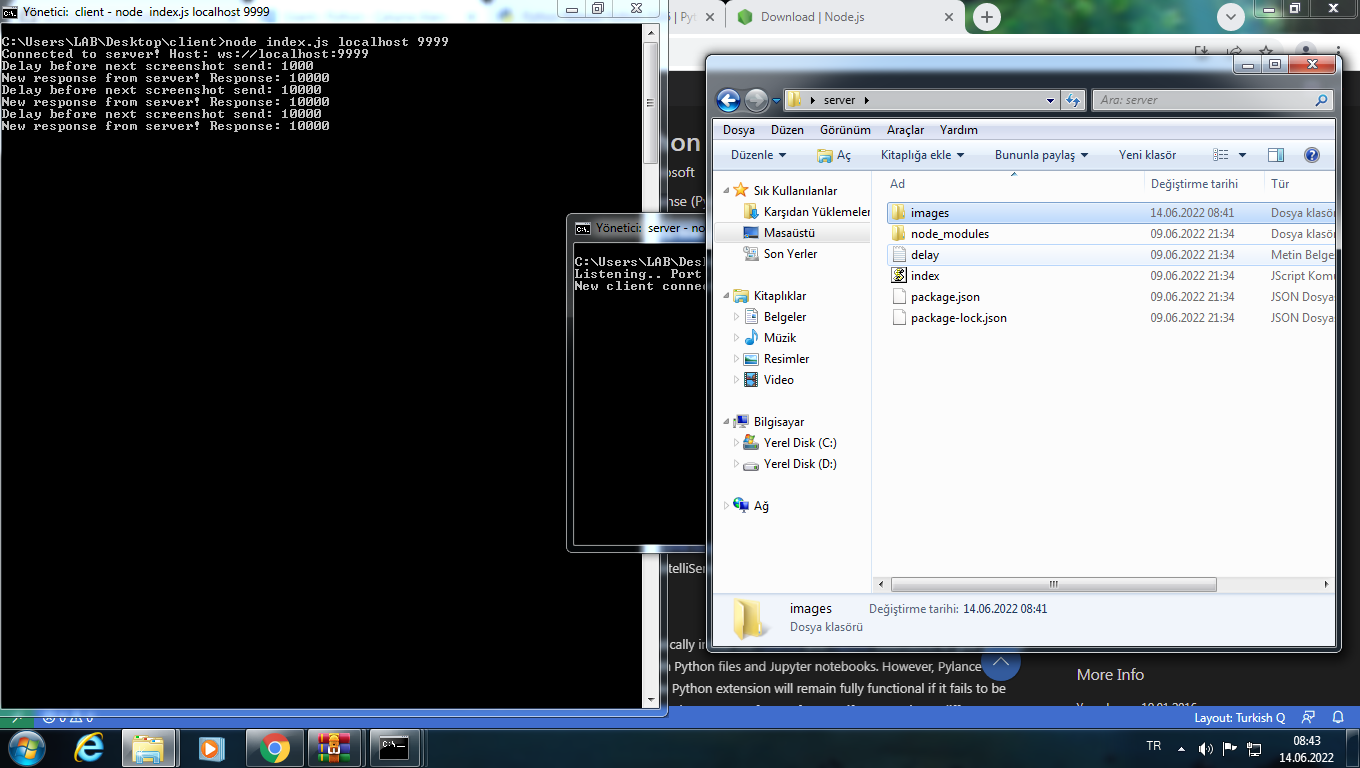 Yönetici: client - node index.js localhost 9999
C:\Users\LAB\Desktop\client>node index.js localhost 9999
Connected to server! Host: ws://localhost:9999
Delay before next screenshot send: 1000
New response from server! Response: 10000
Delay before next screenshot send: 10000
New response from server! Response: 10000
Delay before next screenshot send: 10000
New response from server! Response: 10000
Download | Node.js
Yönetici: server - no
C:\Users\LAB\Des
Listening.. Port
New client connec
server
Ara: server
Dosya Düzen Görünüm Araçlar Yardım
Düzenle Aç Kitaplığa ekle Bununla paylaş Yeni klasör
Sık Kullanılanlar
Karşıdan Yüklemeler
Masaüstü
Son Yerler
Kitaplıklar
Belgeler
Müzik
Resimler
Video
Bilgisayar
Yerel Disk (C:)
Yerel Disk (D:)
Ağ
Ad Değiştirme tarihi Tür
images 14.06.2022 08:41 Dosya klasör
node_modules 09.06.2022 21:34 Dosya klasör
delay 09.06.2022 21:34 Metin Belge
index 09.06.2022 21:34 JScript Kom
package.json 09.06.2022 21:34 JSON Dosya
package-lock.json 09.06.2022 21:34 JSON Dosya
images Değiştirme tarihi: 14.06.2022 08:41
Dosya klasörü
on
osoft
nse (Py
telliSen
cally in
Python files and Jupyter notebooks. However, Pylance
Python extension will remain fully functional if it fails to be
More Info
Layout: Turkish Q
TR
08:43
14.06.2022